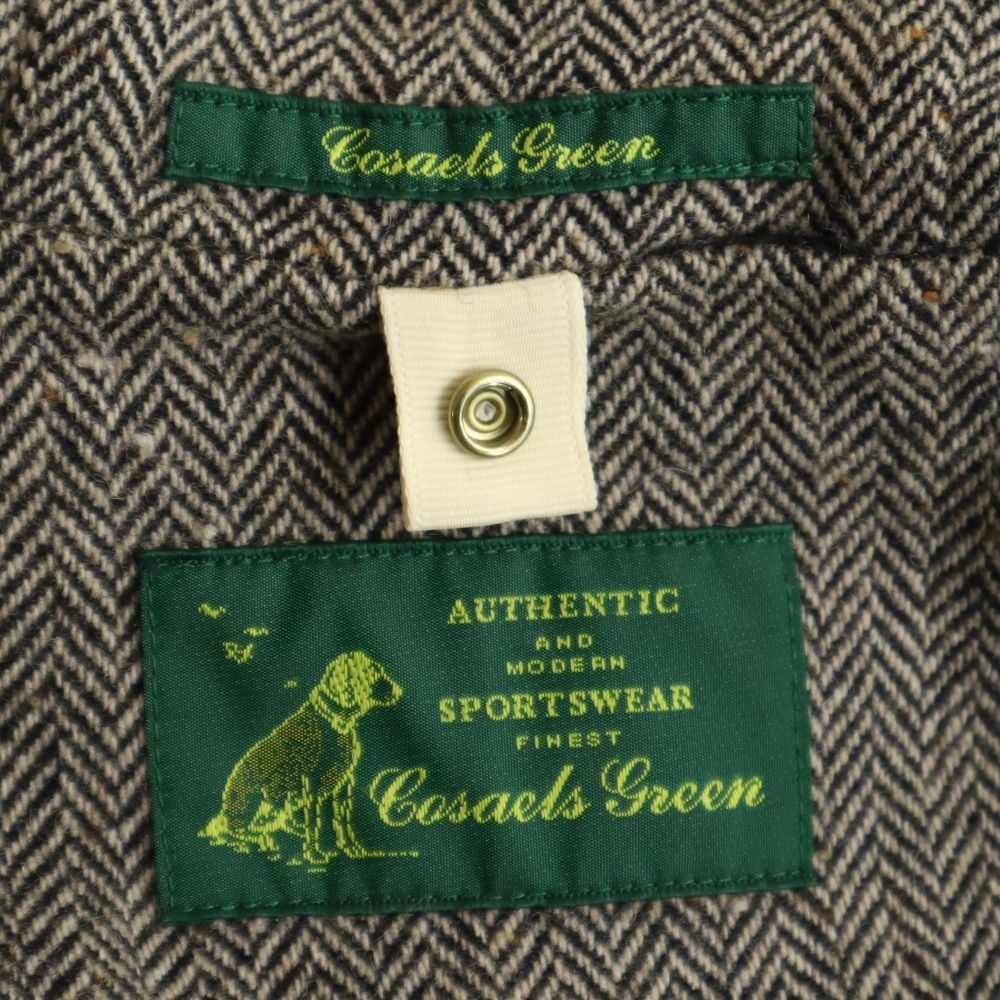 Cosaels Green
AUTHENTIC
AND
MODERN
SPORTSWEAR
FINEST
Cosaels Green